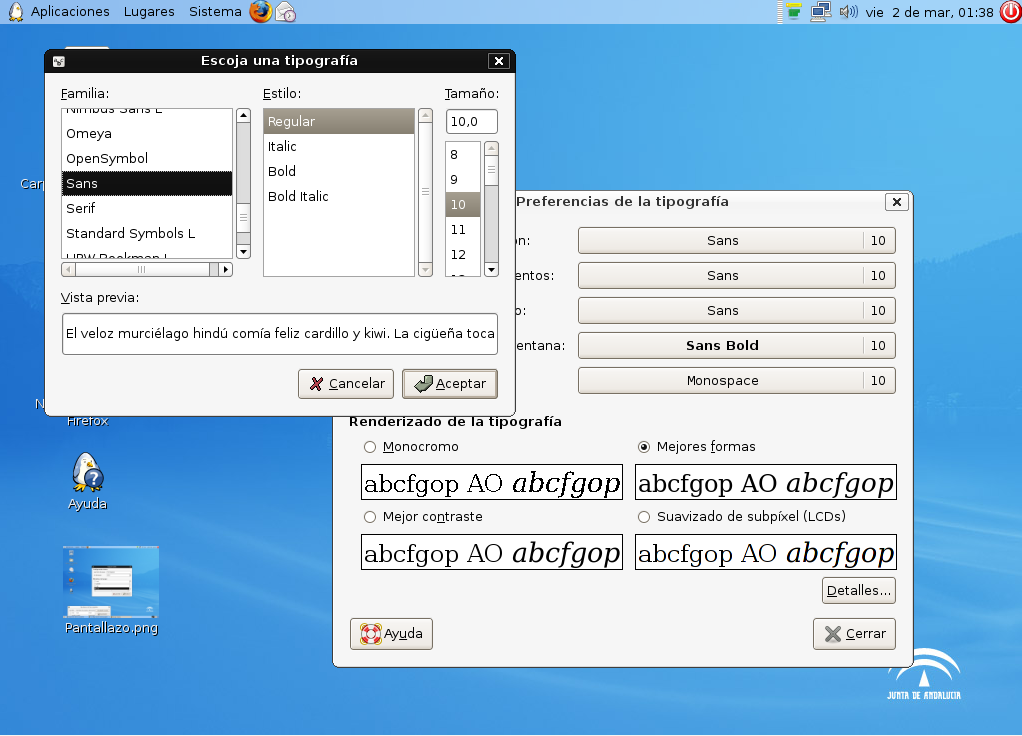 Aplicaciones Lugares Sistema vie 2 de mar, 01:38
Escoja una tipografía
Familia: Estilo: Tamaño:
Nimbus Sans L
Omeya
OpenSymbol
Sans
Serif
Standard Symbols L
URW Bookman L
Regular
Italic
Bold
Bold Italic
10,0
8
9
10
11
12
Vista previa:
El veloz murciélago hindú comía feliz cardillo y kiwi. La cigüeña toca
Cancelar Aceptar
Preferencias de la tipografía
Sans 10
Sans 10
Sans 10
entana: Sans Bold 10
Monospace 10
Renderizado de la tipografía
Monocromo Mejores formas
abcfgop AO abcfgop abcfgop AO abcfgop
Mejor contraste Suavizado de subpíxel (LCDs)
abcfgop AO abcfgop abcfgop AO abcfgop
Detalles...
Ayuda Cerrar
Car
Firefox
Ayuda
Pantallazo.png
JUNTA DE ANDALUCIA